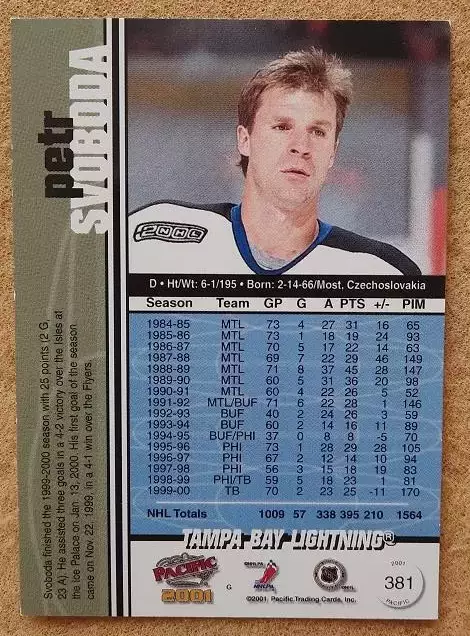 petr
SVOBODA
Svoboda finished the 1999-2000 season with 25 points (2 G,
23 A). He assisted three goals in a 4-2 victory over the Isles at
the Ice Palace on Jan. 13, 2000. His first goal of the season
came on Nov. 22, 1999, in a 4-1 win over the Flyers.
2NHL
D • Ht/Wt: 6-1/195 • Born: 2-14-66/Most, Czechoslovakia
Season Team GP G A PTS +/- PIM
1984-85 MTL 73 4 27 31 16 65
1985-86 MTL 73 1 18 19 24 93
1986-87 MTL 70 5 17 22 14 63
1987-88 MTL 69 7 22 29 46 149
1988-89 MTL 71 8 37 45 28 147
1989-90 MTL 60 5 31 36 20 98
1990-91 MTL 60 4 22 26 5 52
1991-92 MTL/BUF 71 6 22 28 1 146
1992-93 BUF 40 2 24 26 3 59
1993-94 BUF 60 2 14 16 11 89
1994-95 BUF/PHI 37 0 8 8 -5 70
1995-96 PHI 73 1 28 29 28 105
1996-97 PHI 67 2 12 14 10 94
1997-98 PHI 56 3 15 18 19 83
1998-99 PHI/TB 59 5 18 23 1 81
1999-00 TB 70 2 23 25 -11 170
NHL Totals 1009 57 338 395 210 1564
TAMPA BAY LIGHTNING®
PACIFIC
2001
G
NHLPA
NHL
©2001, Pacific Trading Cards, Inc.
2001
381
PACIFIC